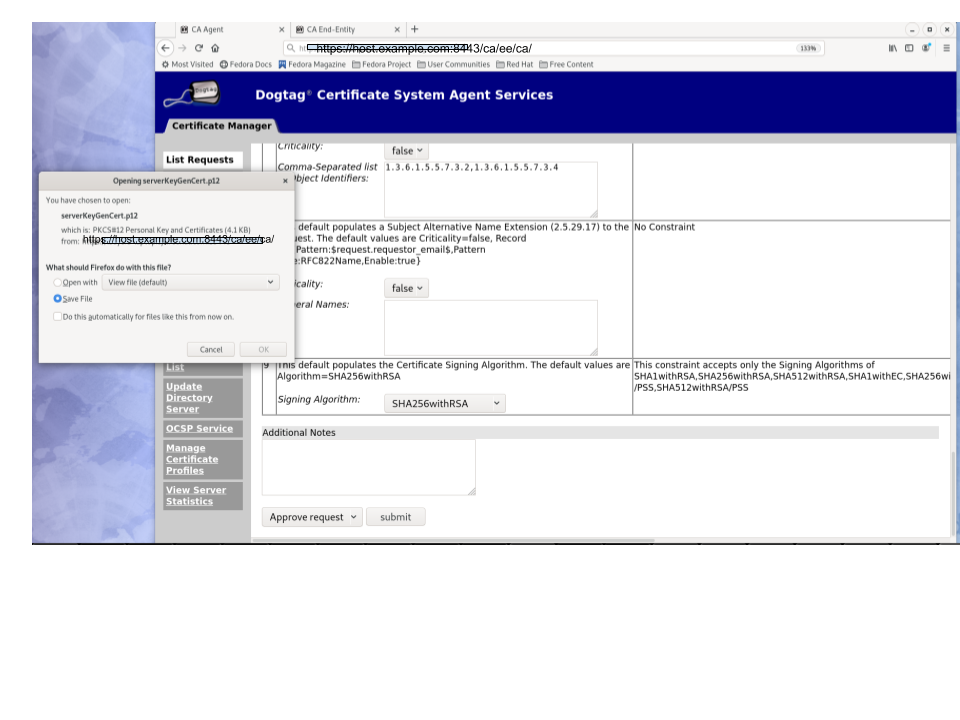 CA Agent
CA End-Entity
https://host.example.com:8443/ca/ee/ca/
133%
Most Visited Fedora Docs Fedora Magazine Fedora Project User Communities Red Hat Free Content
Dogtag
Dogtag® Certificate System Agent Services
Certificate Manager
List Requests
Criticality:
false
Comma-Separated list
bject Identifiers:
1.3.6.1.5.5.7.3.2,1.3.6.1.5.5.7.3.4
Opening serverKeyGenCert.p12
You have chosen to open:
serverKeyGenCert.p12
which is: PKCS#12 Personal Key and Certificates (4.1 KB)
from: https://host.example.com:8443/ca/ee/ca/
What should Firefox do with this file?
Open with View file (default)
Save File
Do this automatically for files like this from now on.
Cancel OK
default populates a Subject Alternative Name Extension (2.5.29.17) to the
est. The default values are Criticality=false, Record
Pattern:$request.requestor_email$,Pattern
e:RFC822Name,Enable:true}
No Constraint
icality:
false
eral Names:
List
Update
Directory
Server
OCSP Service
Manage
Certificate
Profiles
View Server
Statistics
9 This default populates the Certificate Signing Algorithm. The default values are
Algorithm=SHA256withRSA
This constraint accepts only the Signing Algorithms of
SHA1withRSA,SHA256withRSA,SHA512withRSA,SHA1withEC,SHA256wi
/PSS,SHA512withRSA/PSS
Signing Algorithm:
SHA256withRSA
Additional Notes
Approve request submit